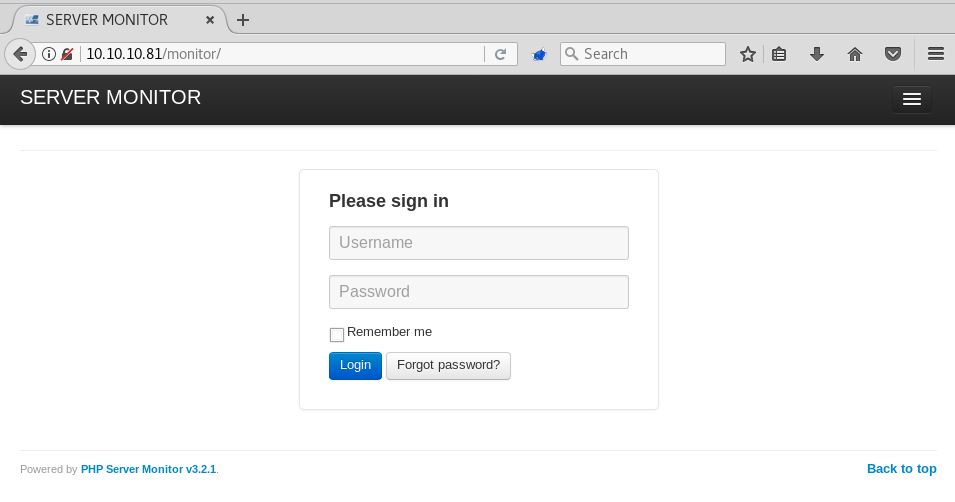 SERVER MONITOR
10.10.10.81/monitor/
Search
SERVER MONITOR
Please sign in
Username
Password
Remember me
Login Forgot password?
Powered by PHP Server Monitor v3.2.1. Back to top